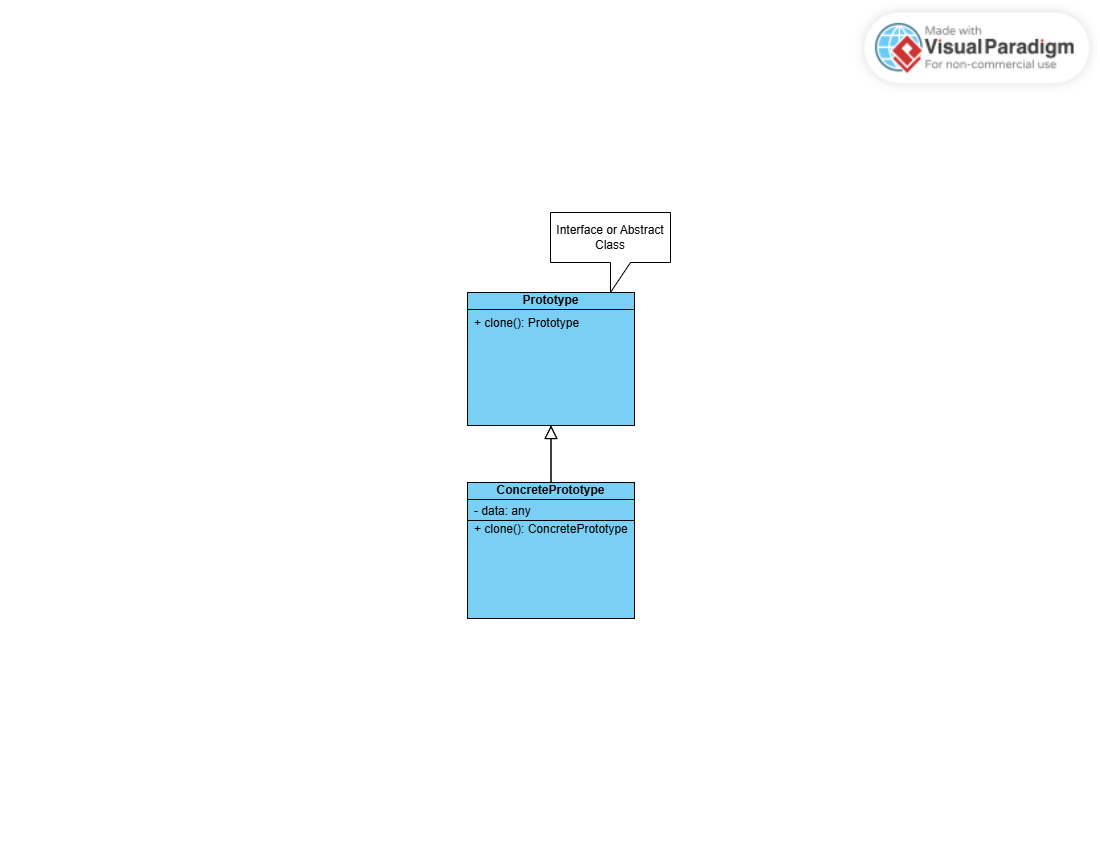 Made with
Visual Paradigm
For non-commercial use
Interface or Abstract
Class
Prototype
+ clone(): Prototype
ConcretePrototype
- data: any
+ clone(): ConcretePrototype